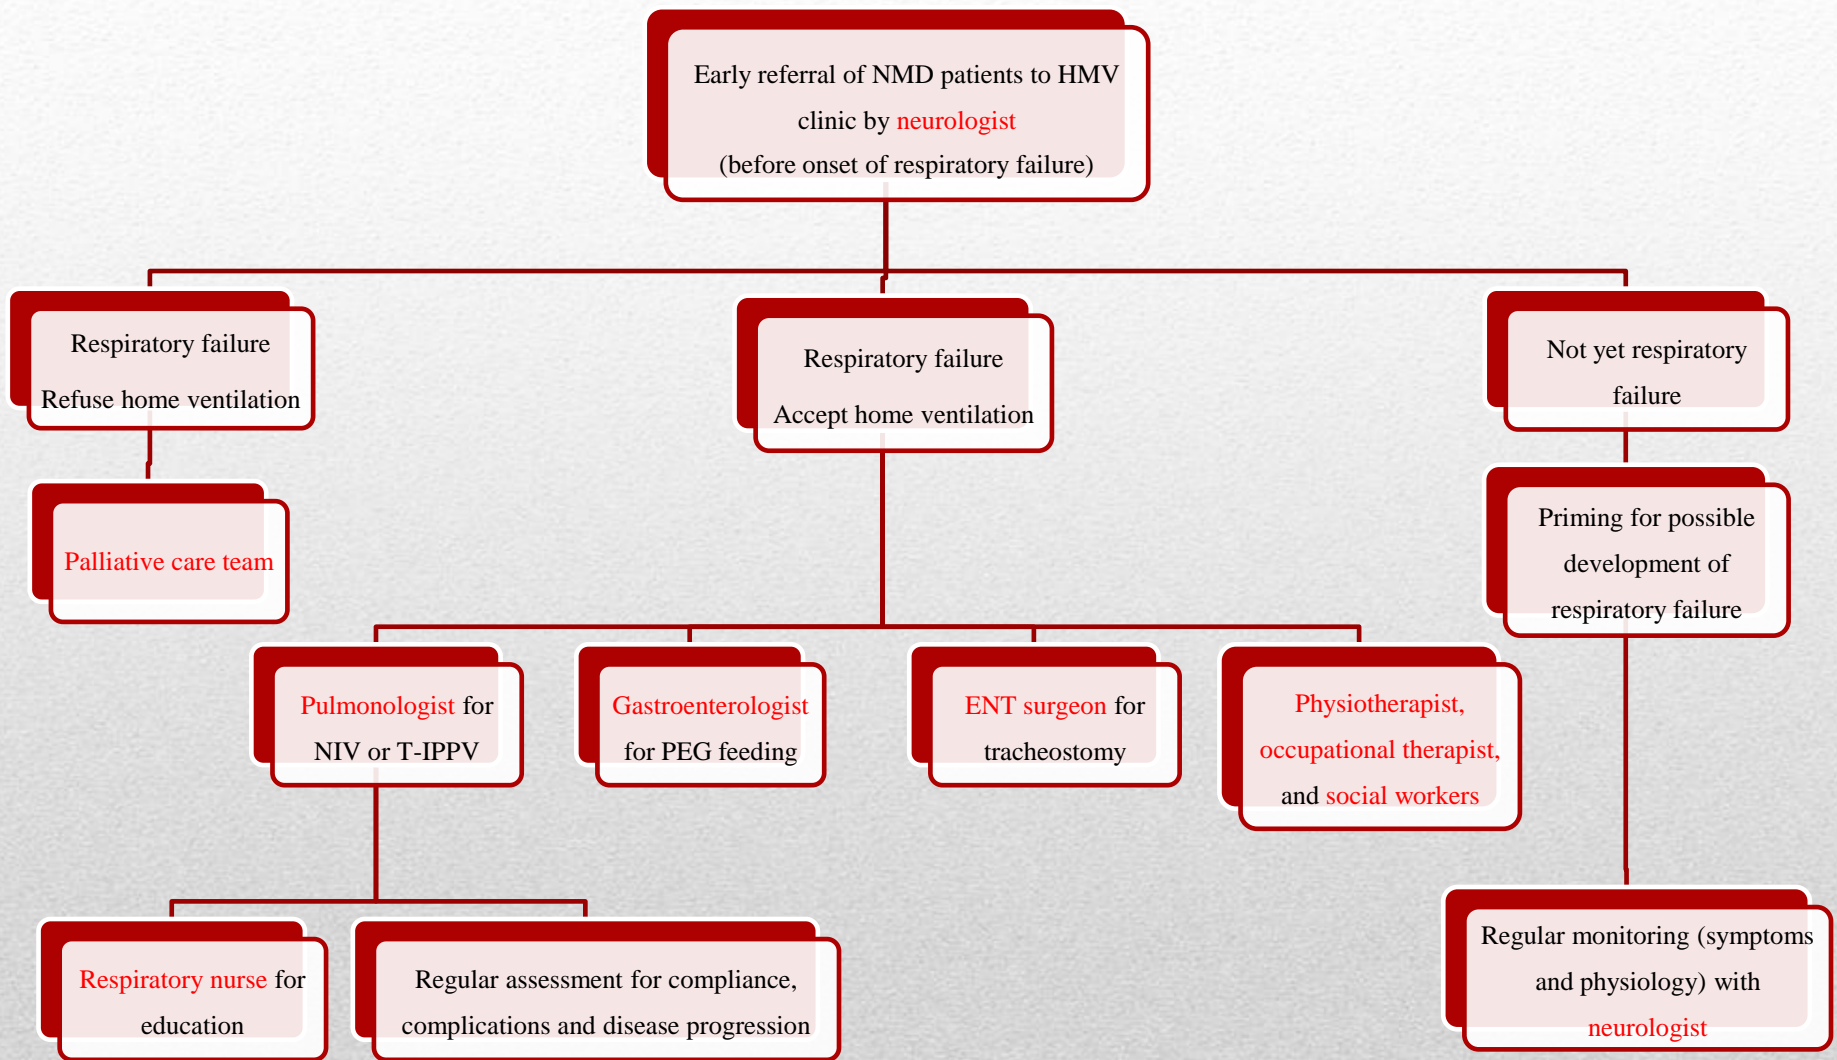 Early referral of NMD patients to HMV
clinic by neurologist
(before onset of respiratory failure)
Respiratory failure
Refuse home ventilation
Respiratory failure
Accept home ventilation
Not yet respiratory
failure
Palliative care team
Priming for possible
development of
respiratory failure
Pulmonologist for
NIV or T-IPPV
Gastroenterologist
for PEG feeding
ENT surgeon for
tracheostomy
Physiotherapist,
occupational therapist,
and social workers
Respiratory nurse for
education
Regular assessment for compliance,
complications and disease progression
Regular monitoring (symptoms
and physiology) with
neurologist